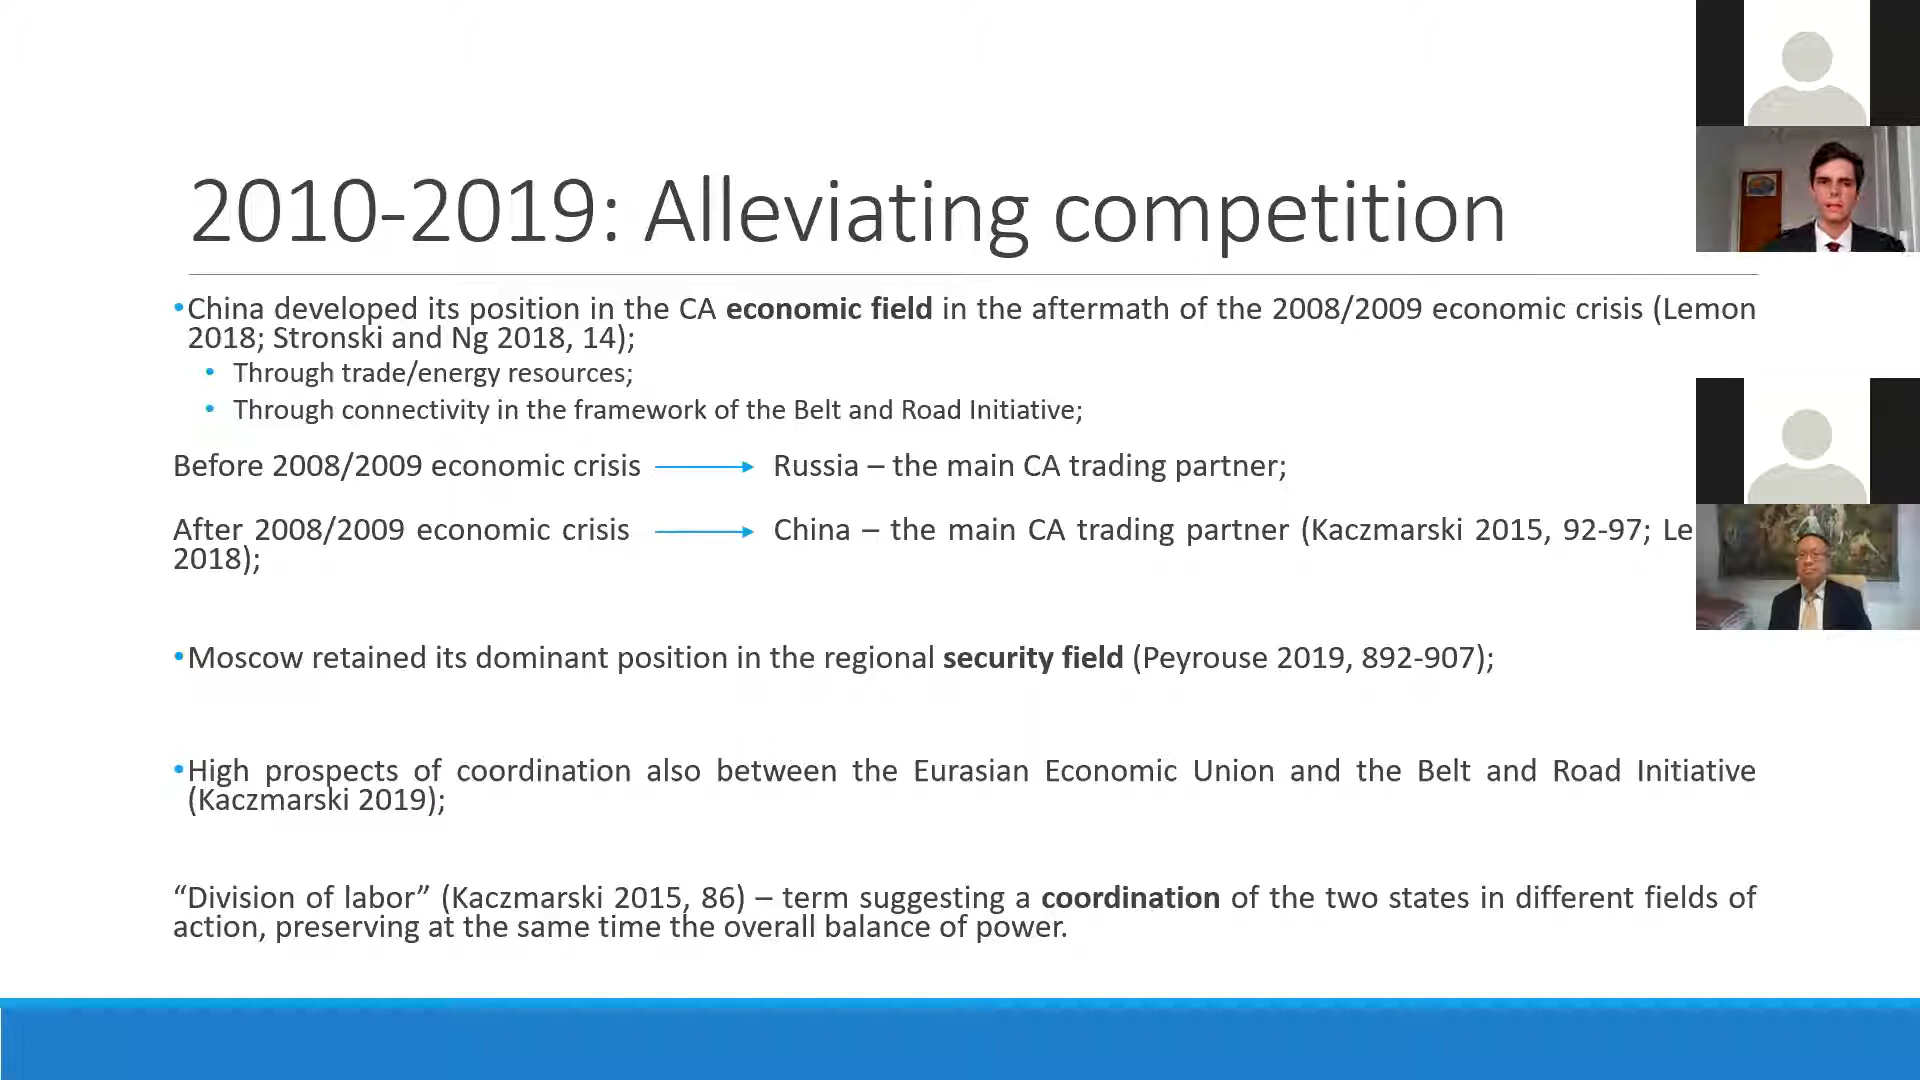 2010-2019: Alleviating competition
•China developed its position in the CA economic field in the aftermath of the 2008/2009 economic crisis (Lemon
2018; Stronski and Ng 2018, 14);
• Through trade/energy resources;
• Through connectivity in the framework of the Belt and Road Initiative;
Before 2008/2009 economic crisis Russia – the main CA trading partner;
After 2008/2009 economic crisis China – the main CA trading partner (Kaczmarski 2015, 92-97; Le
2018);
•Moscow retained its dominant position in the regional security field (Peyrouse 2019, 892-907);
•High prospects of coordination also between the Eurasian Economic Union and the Belt and Road Initiative
(Kaczmarski 2019);
“Division of labor” (Kaczmarski 2015, 86) – term suggesting a coordination of the two states in different fields of
action, preserving at the same time the overall balance of power.